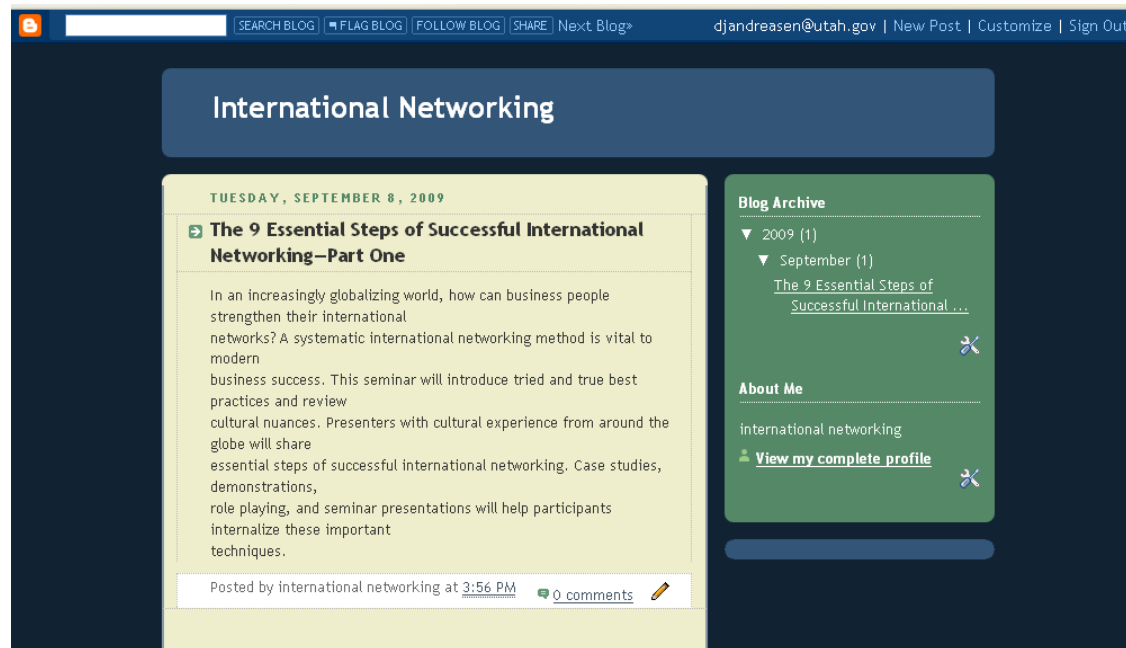 SEARCH BLOG FLAG BLOG FOLLOW BLOG SHARE Next Blog» djandreasen@utah.gov | New Post | Customize | Sign Out
International Networking
TUESDAY, SEPTEMBER 8, 2009
The 9 Essential Steps of Successful International
Networking—Part One
In an increasingly globalizing world, how can business people
strengthen their international
networks? A systematic international networking method is vital to
modern
business success. This seminar will introduce tried and true best
practices and review
cultural nuances. Presenters with cultural experience from around the
globe will share
essential steps of successful international networking. Case studies,
demonstrations,
role playing, and seminar presentations will help participants
internalize these important
techniques.
Posted by international networking at 3:56 PM 0 comments
Blog Archive
▼ 2009 (1)
▼ September (1)
The 9 Essential Steps of
Successful International ...
About Me
international networking
View my complete profile